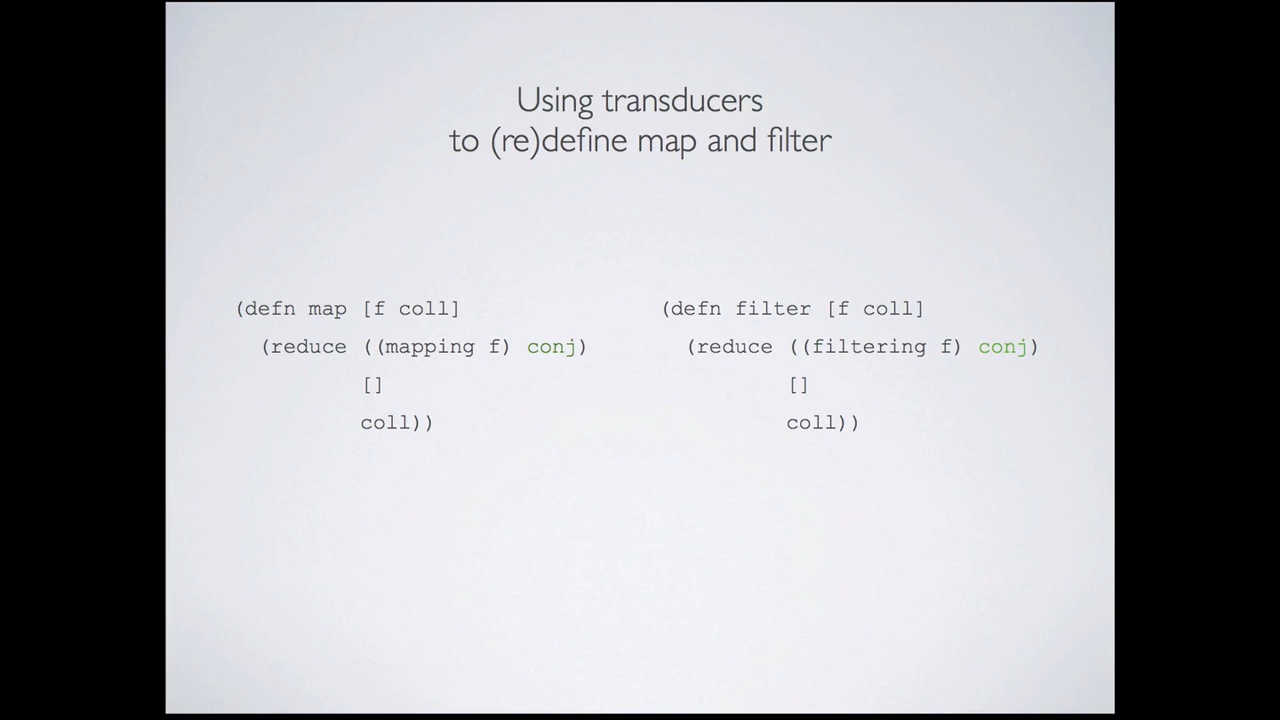 Using transducers
to (re)define map and filter
(defn map [f coll]
(reduce ((mapping f) conj)
[]
coll))
(defn filter [f coll]
(reduce ((filtering f) conj)
[]
coll))